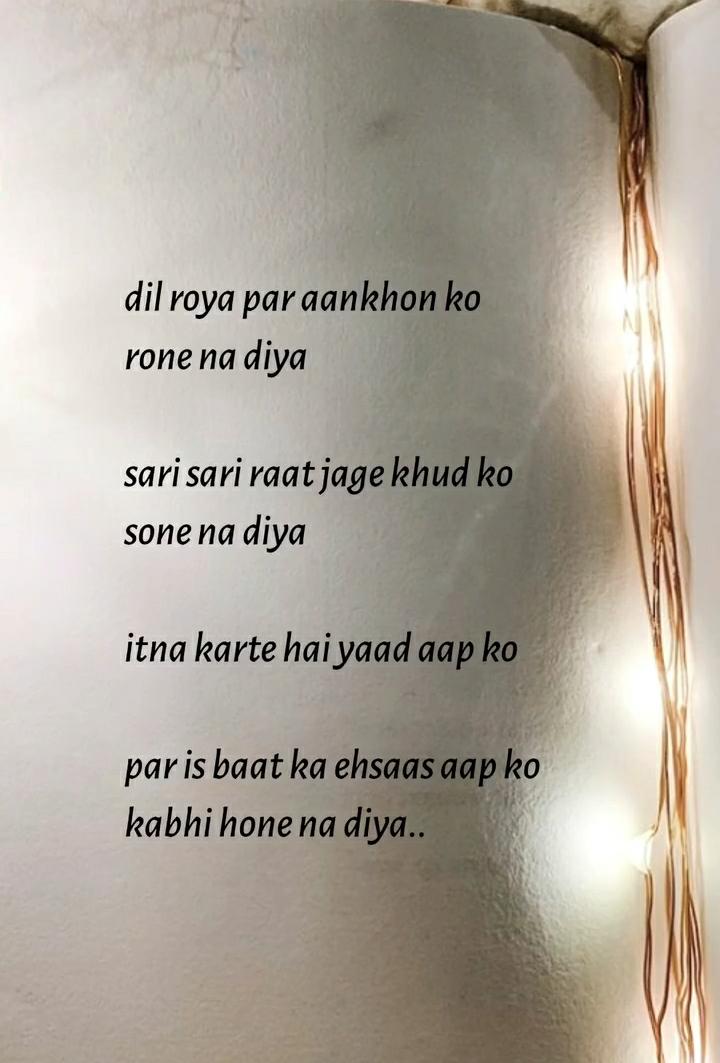 dil roya par aankhon ko
rone na diya
sari sari raat jage khud ko
sone na diya
itna karte hai yaad aap ko
par is baat ka ehsaas aap ko
kabhi hone na diya..